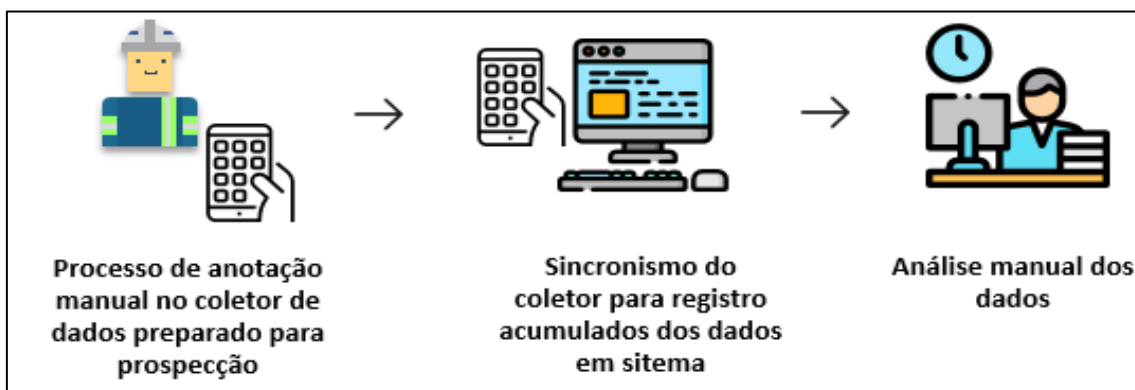 Processo de anotação
manual no coletor de
dados preparado para
prospecção
Sincronismo do
coletor para registro
acumulados dos dados
em sitema
Análise manual dos
dados